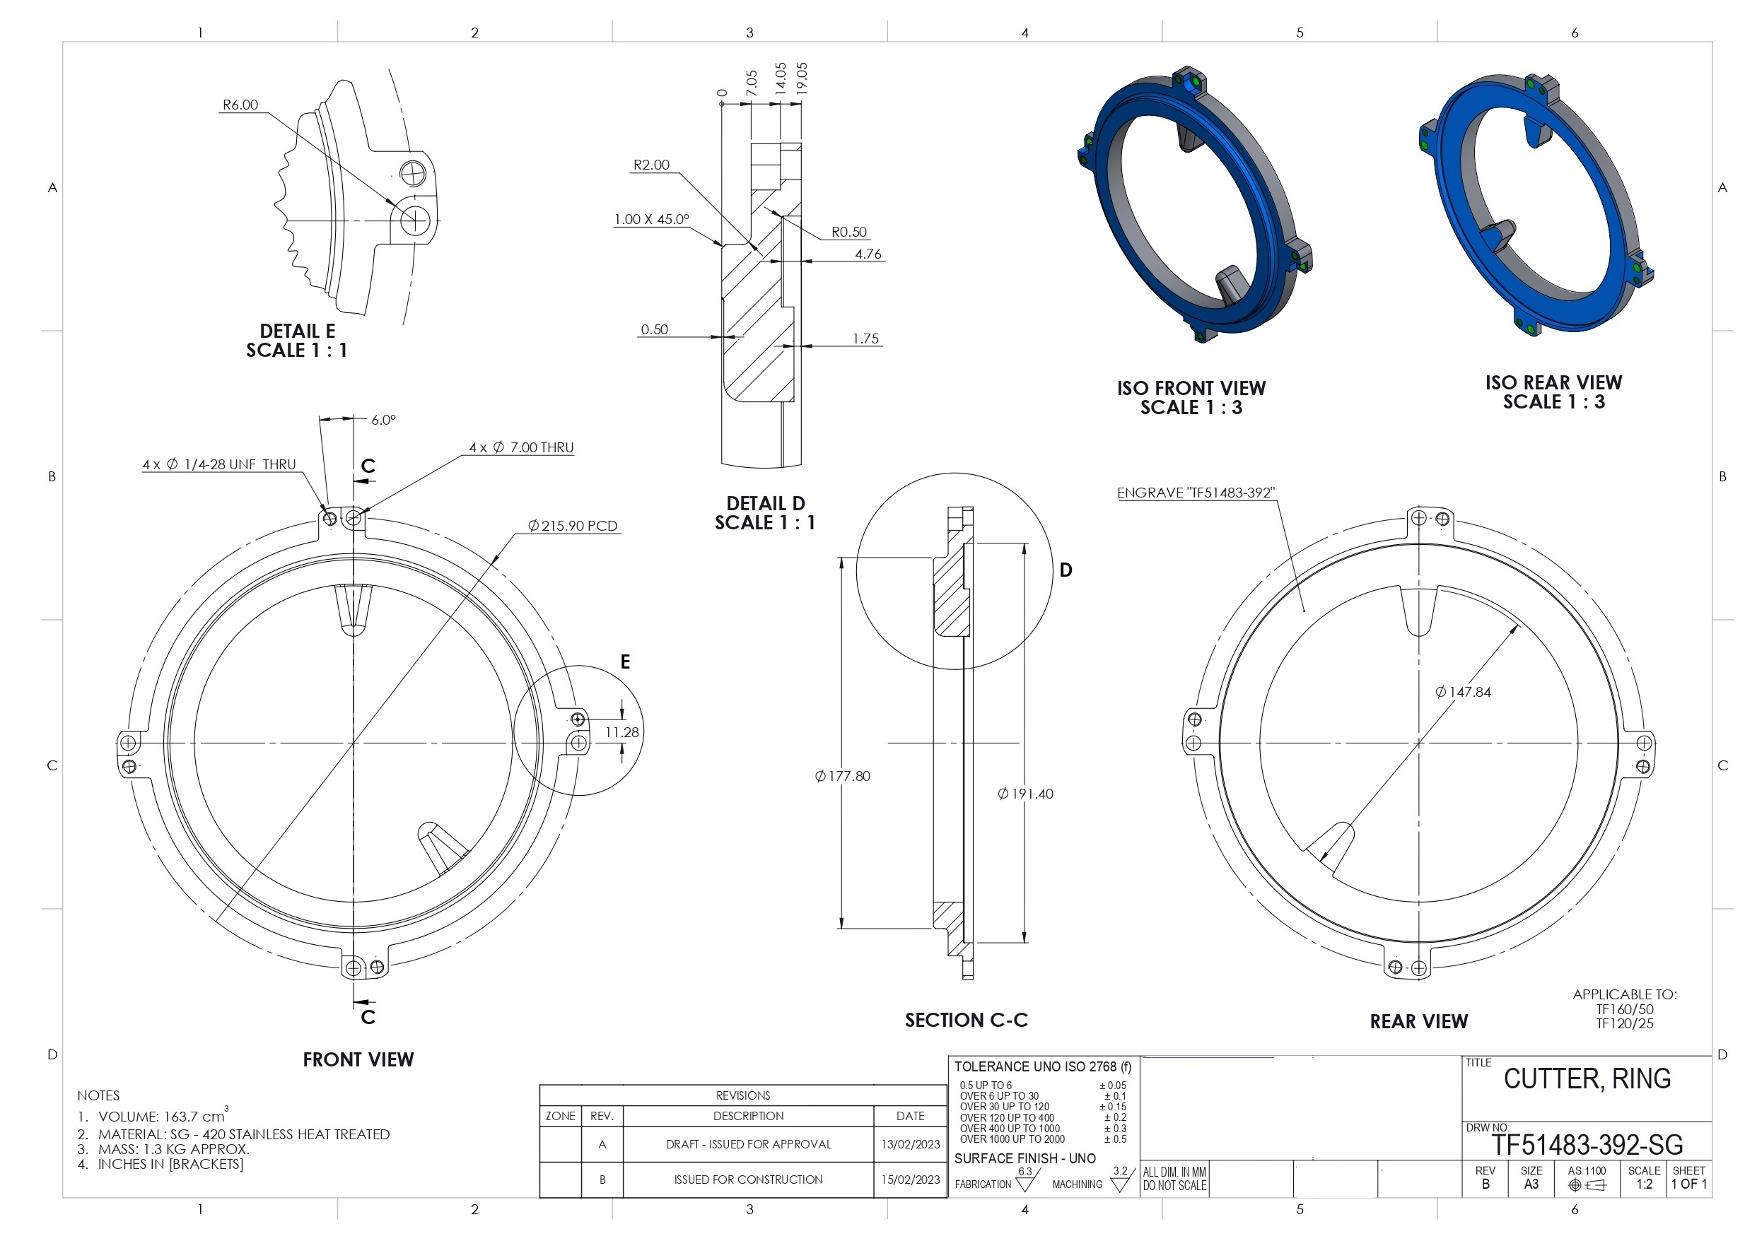 1 2 3 4 5 6
A A
B B
C C
D D
R6.00
DETAIL E
SCALE 1 : 1
0
7.05
14.05
19.05
R2.00
1.00 X 45.0°
R0.50
4.76
0.50
1.75
DETAIL D
SCALE 1 : 1
ISO FRONT VIEW
SCALE 1 : 3
ISO REAR VIEW
SCALE 1 : 3
6.0°
4 x ∅ 1/4-28 UNF THRU
C
4 x ∅ 7.00 THRU
∅215.90 PCD
E
11.28
C
FRONT VIEW
D
∅177.80
∅191.40
SECTION C-C
ENGRAVE "TF51483-392"
∅147.84
REAR VIEW
APPLICABLE TO:
TF160/50
TF120/25
NOTES
1. VOLUME: 163.7 cm³
2. MATERIAL: SG - 420 STAINLESS HEAT TREATED
3. MASS: 1.3 KG APPROX.
4. INCHES IN [BRACKETS]
REVISIONS
ZONE REV. DESCRIPTION DATE
A DRAFT - ISSUED FOR APPROVAL 13/02/2023
B ISSUED FOR CONSTRUCTION 15/02/2023
TOLERANCE UNO ISO 2768 (f)
0.5 UP TO 6 ± 0.05
OVER 6 UP TO 30 ± 0.1
OVER 30 UP TO 120 ± 0.15
OVER 120 UP TO 400 ± 0.2
OVER 400 UP TO 1000 ± 0.3
OVER 1000 UP TO 2000 ± 0.5
SURFACE FINISH - UNO
FABRICATION 6.3 MACHINING 3.2
ALL DIM. IN MM
DO NOT SCALE
TITLE
CUTTER, RING
DRW NO:
TF51483-392-SG
REV SIZE AS 1100 SCALE SHEET
B A3 1:2 1 OF 1
1 2 3 4 5 6